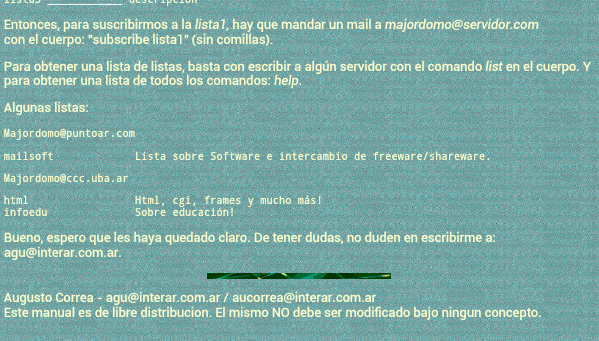 lista3 ____________ descripcion
Entonces, para suscribirmos a la lista1, hay que mandar un mail a majordomo@servidor.com
con el cuerpo: "subscribe lista1" (sin comillas).
Para obtener una lista de listas, basta con escribir a algún servidor con el comando list en el cuerpo. Y
para obtener una lista de todos los comandos: help.
Algunas listas:
Majordomo@puntoar.com
mailsoft Lista sobre Software e intercambio de freeware/shareware.
Majordomo@ccc.uba.ar
html Html, cgi, frames y mucho más!
infoedu Sobre educación!
Bueno, espero que les haya quedado claro. De tener dudas, no duden en escribirme a:
agu@interar.com.ar.
Augusto Correa - agu@interar.com.ar / aucorrea@interar.com.ar
Este manual es de libre distribucion. El mismo NO debe ser modificado bajo ningun concepto.